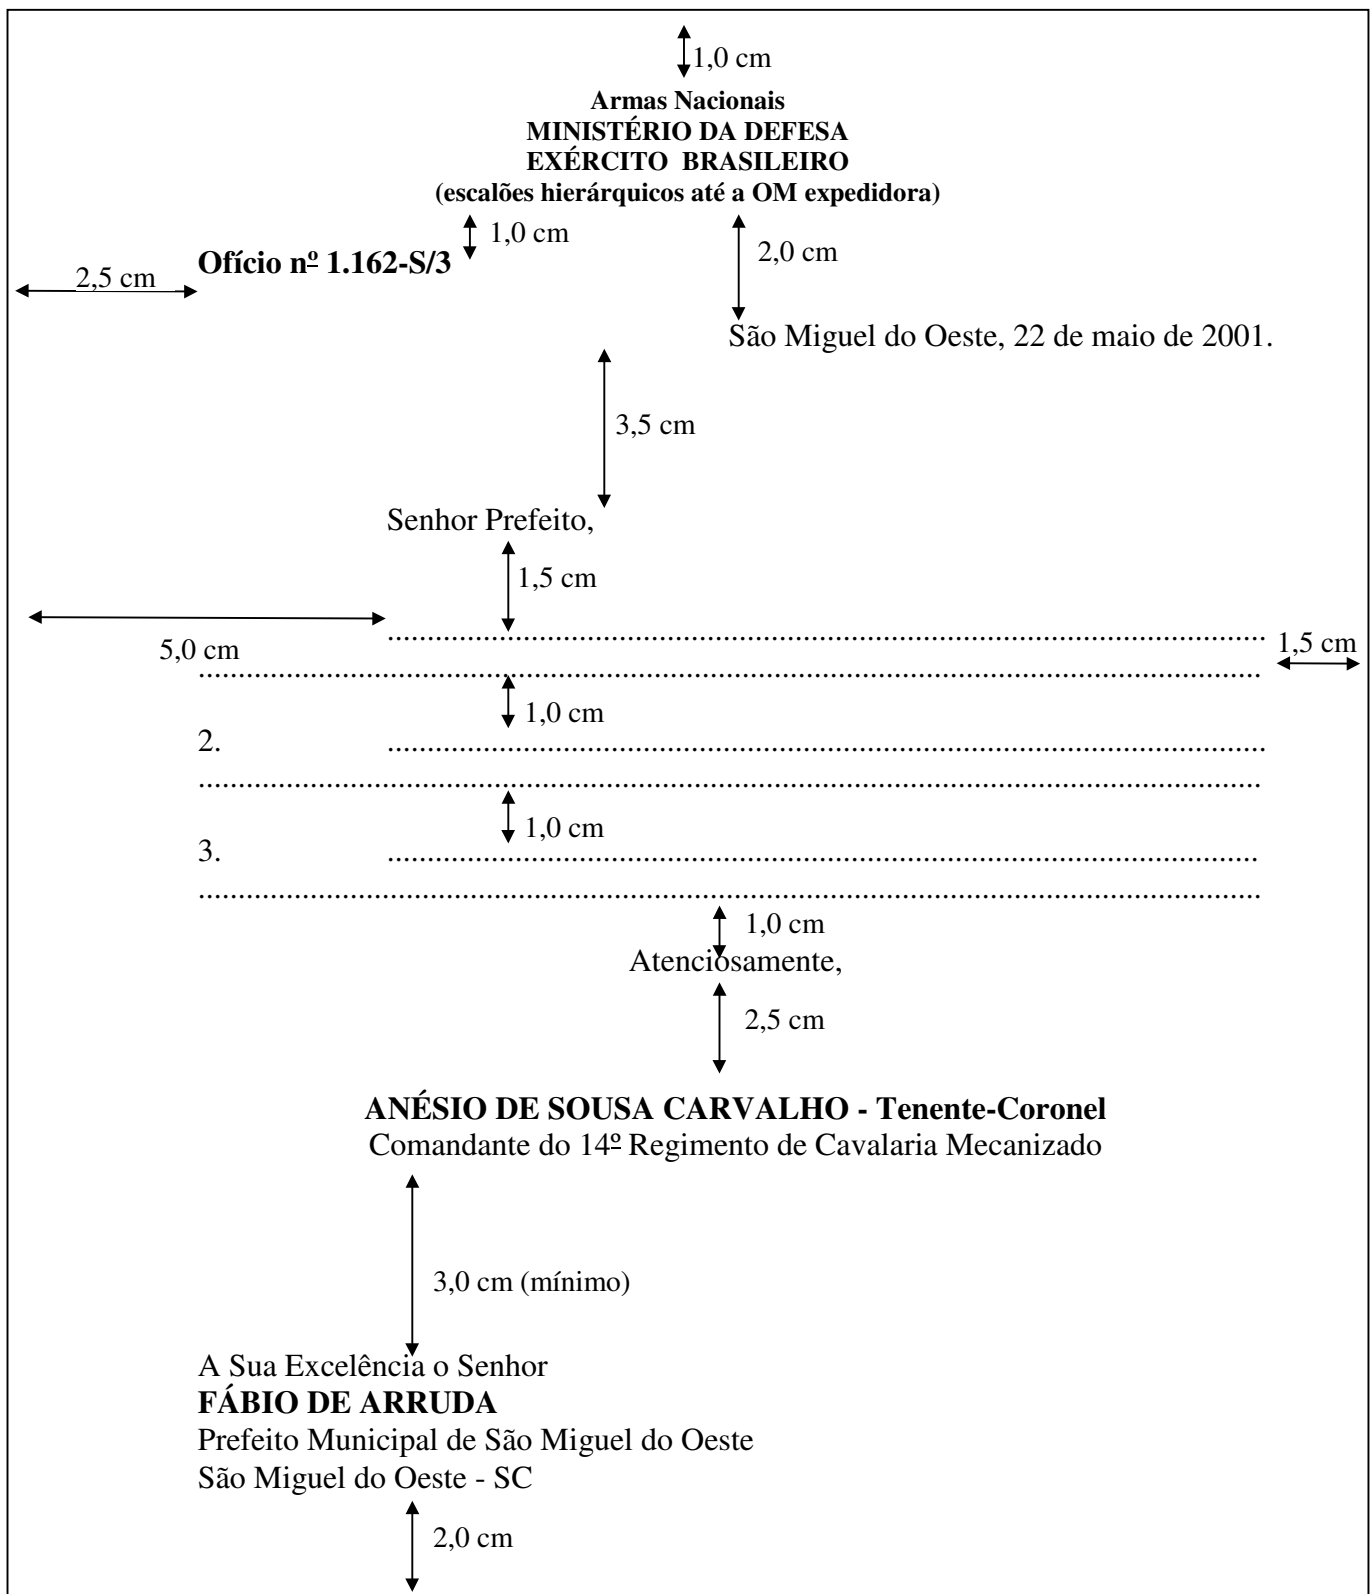 1,0 cm
Armas Nacionais
MINISTÉRIO DA DEFESA
EXÉRCITO BRASILEIRO
(escalões hierárquicos até a OM expedidora)
1,0 cm
2,0 cm
Ofício nº 1.162-S/3
2,5 cm
São Miguel do Oeste, 22 de maio de 2001.
3,5 cm
Senhor Prefeito,
1,5 cm
5,0 cm
1,5 cm
1,0 cm
2.
1,0 cm
3.
1,0 cm
Atenciosamente,
2,5 cm
ANÉSIO DE SOUSA CARVALHO - Tenente-Coronel
Comandante do 14º Regimento de Cavalaria Mecanizado
3,0 cm (mínimo)
A Sua Excelência o Senhor
FÁBIO DE ARRUDA
Prefeito Municipal de São Miguel do Oeste
São Miguel do Oeste - SC
2,0 cm